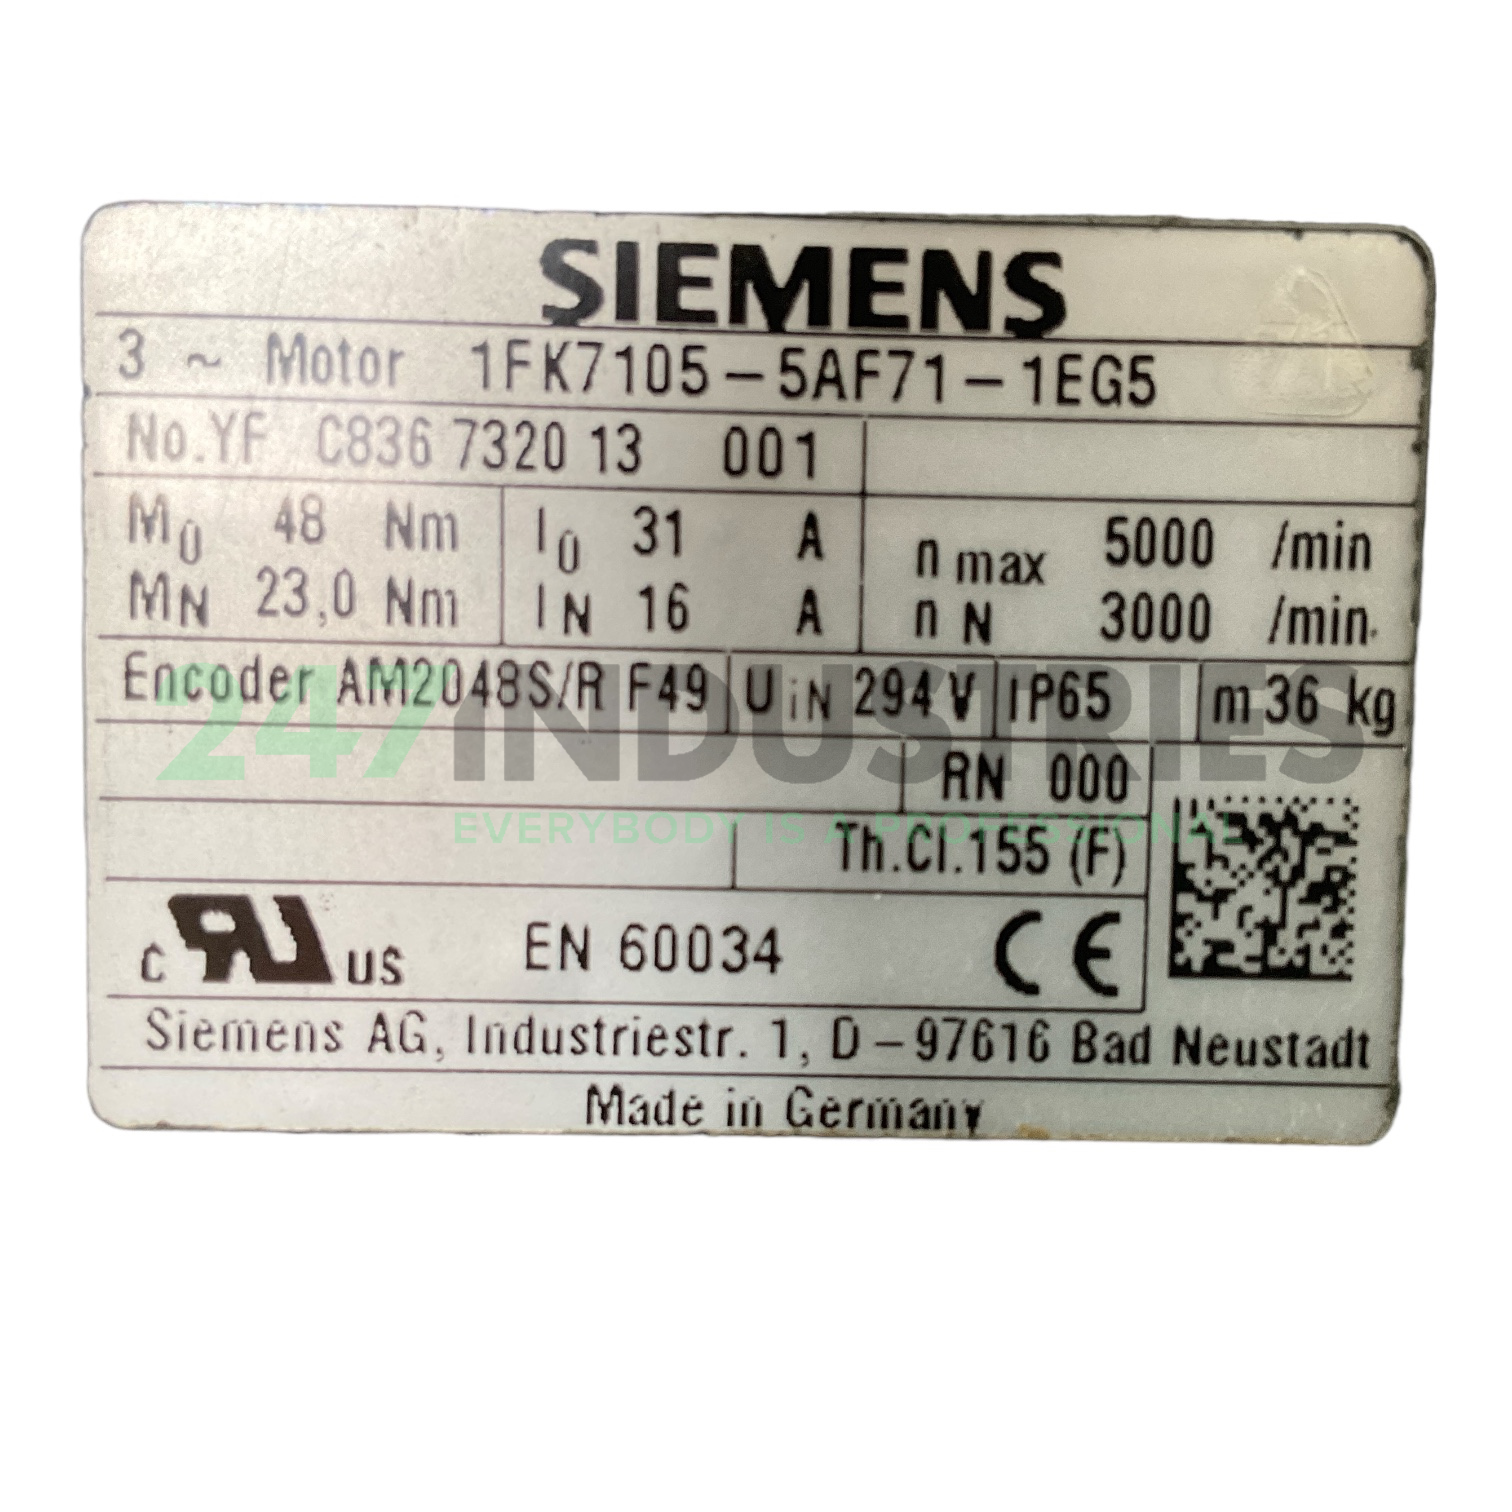 SIEMENS
3 ~ Motor 1FK7105-5AF71-1EG5
No.YF C836 7320 13 001
M0 48 Nm I0 31 A n max 5000 /min
MN 23,0 Nm IN 16 A n N 3000 /min
Encoder AM2048S/R F49 UiN 294 V IP65 m 36 kg
247INDUSTRIES
RN 000
EVERYBODY IS A PROFESSIONAL
Th.Cl.155 (F)
C RU US EN 60034 CE
Siemens AG, Industriestr. 1, D-97616 Bad Neustadt
Made in Germany